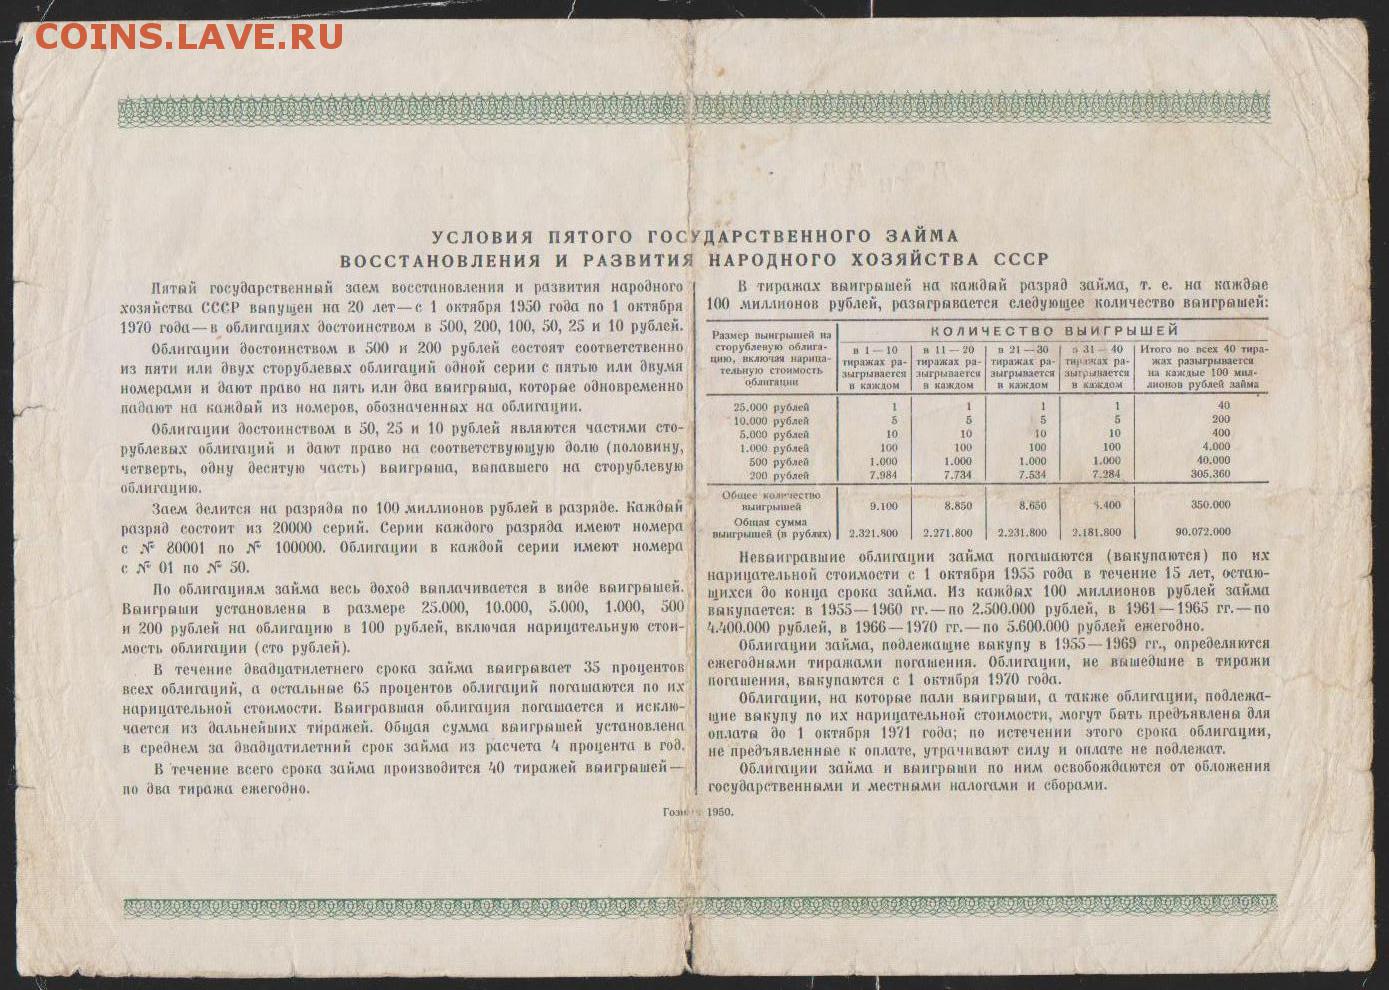 COINS.LAVE.RU
УСЛОВИЯ ПЯТОГО ГОСУДАРСТВЕННОГО ЗАЙМА
ВОССТАНОВЛЕНИЯ И РАЗВИТИЯ НАРОДНОГО ХОЗЯЙСТВА СССР
Пятый государственный заем восстановления и развития народного
хозяйства СССР выпущен на 20 лет — с 1 октября 1950 года по 1 октября
1970 года — в облигациях достоинством в 500, 200, 100, 50, 25 и 10 рублей.
Облигации достоинством в 500 и 200 рублей состоят соответственно
из пяти или двух сторублевых облигаций одной серии с пятью или двумя
номерами и дают право на пять или два выигрыша, которые одновременно
падают на каждый из номеров, обозначенных на облигации.
Облигации достоинством в 50, 25 и 10 рублей являются частями сто-
рублевых облигаций и дают право на соответствующую долю (половину,
четверть, одну десятую часть) выигрыша, выпавшего на сторублевую
облигацию.
Заем делится на разряды по 100 миллионов рублей в разряде. Каждый
разряд состоит из 20000 серий. Серии каждого разряда имеют номера
с № 80001 по № 100000. Облигации в каждой серии имеют номера
с № 01 по № 50.
По облигациям займа весь доход выплачивается в виде выигрышей.
Выигрыши установлены в размере 25.000, 10.000, 5.000, 1.000, 500
и 200 рублей на облигацию в 100 рублей, включая нарицательную стои-
мость облигации (сто рублей).
В течение двадцатилетнего срока займа выигрывает 35 процентов
всех облигаций, а остальные 65 процентов облигаций погашаются по их
нарицательной стоимости. Выигравшая облигация погашается и исклю-
чается из дальнейших тиражей. Общая сумма выигрышей установлена
в среднем за двадцатилетний срок займа из расчета 4 процента в год.
В течение всего срока займа производится 40 тиражей выигрышей —
по два тиража ежегодно.
В тиражах выигрышей на каждый разряд займа, т. е. на каждые
100 миллионов рублей, разыгрывается следующее количество выигрышей:
Размер выигрышей на сторублевую облига-цию, включая нарица-тельную стоимость облигации
КОЛИЧЕСТВО ВЫИГРЫШЕЙ
в 1 — 10 тиражах ра-зыгрывается в каждом
в 11 — 20 тиражах ра-зыгрывается в каждом
в 21 — 30 тиражах ра-зыгрывается в каждом
в 31 — 40 тиражах ра-зыгрывается в каждом
Итого во всех 40 тира-жах разыгрывается на каждые 100 мил-лионов рублей займа
25.000 рублей 1 1 1 1 40
10.000 рублей 5 5 5 5 200
5.000 рублей 10 10 10 10 400
1.000 рублей 100 100 100 100 4.000
500 рублей 1.000 1.000 1.000 1.000 40.000
200 рублей 7.984 7.734 7.534 7.284 305.360
Общее количество
выигрышей 9.100 8.850 8.650 8.400 350.000
Общая сумма
выигрышей (в рублях) 2.321.800 2.271.800 2.231.800 2.181.800 90.072.000
Невыигравшие облигации займа погашаются (выкупаются) по их
нарицательной стоимости с 1 октября 1955 года в течение 15 лет, остаю-
щихся до конца срока займа. Из каждых 100 миллионов рублей займа
выкупается: в 1955 — 1960 гг. — по 2.500.000 рублей, в 1961 — 1965 гг. — по
4.400.000 рублей, в 1966 — 1970 гг. — по 5.600.000 рублей ежегодно.
Облигации займа, подлежащие выкупу в 1955 — 1969 гг., определяются
ежегодными тиражами погашения. Облигации, не вышедшие в тиражи
погашения, выкупаются с 1 октября 1970 года.
Облигации, на которые пали выигрыши, а также облигации, подлежа-
щие выкупу по их нарицательной стоимости, могут быть предъявлены для
оплаты до 1 октября 1971 года; по истечении этого срока облигации,
не предъявленные к оплате, утрачивают силу и оплате не подлежат.
Облигации займа и выигрыши по ним освобождаются от обложения
государственными и местными налогами и сборами.
Гознак 1950.